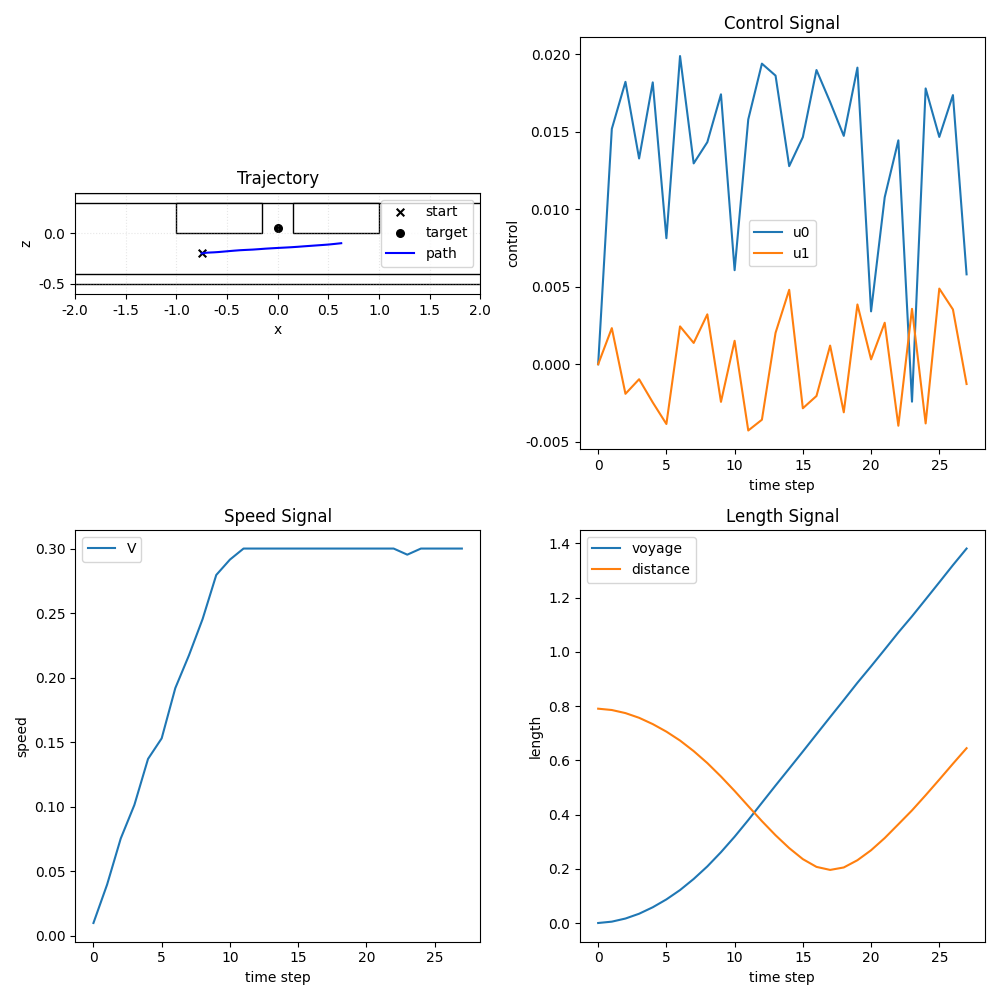 Trajectory
z
0.0
-0.5
-2.0 -1.5 -1.0 -0.5 0.0 0.5 1.0 1.5 2.0
x
start
target
path
Control Signal
control
0.020
0.015
0.010
0.005
0.000
-0.005
0 5 10 15 20 25
time step
u0
u1
Speed Signal
speed
0.30
0.25
0.20
0.15
0.10
0.05
0.00
0 5 10 15 20 25
time step
V
Length Signal
length
1.4
1.2
1.0
0.8
0.6
0.4
0.2
0.0
0 5 10 15 20 25
time step
voyage
distance